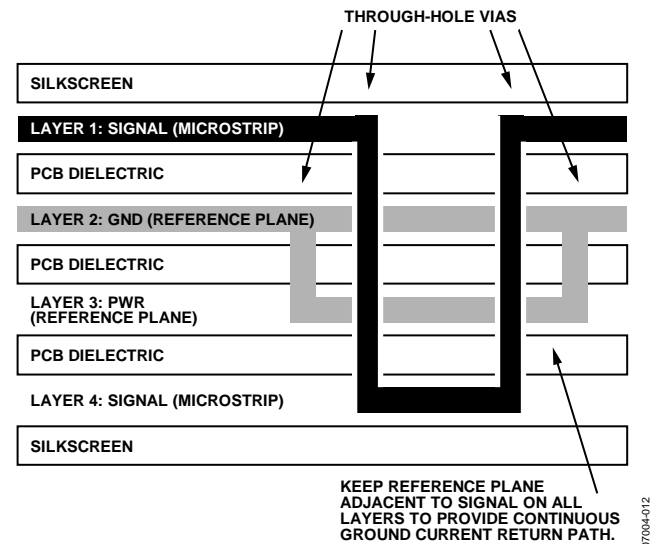 THROUGH-HOLE VIAS
SILKSCREEN
LAYER 1: SIGNAL (MICROSTRIP)
PCB DIELECTRIC
LAYER 2: GND (REFERENCE PLANE)
PCB DIELECTRIC
LAYER 3: PWR
(REFERENCE PLANE)
PCB DIELECTRIC
LAYER 4: SIGNAL (MICROSTRIP)
SILKSCREEN
KEEP REFERENCE PLANE
ADJACENT TO SIGNAL ON ALL
LAYERS TO PROVIDE CONTINUOUS
GROUND CURRENT RETURN PATH.
07004-012